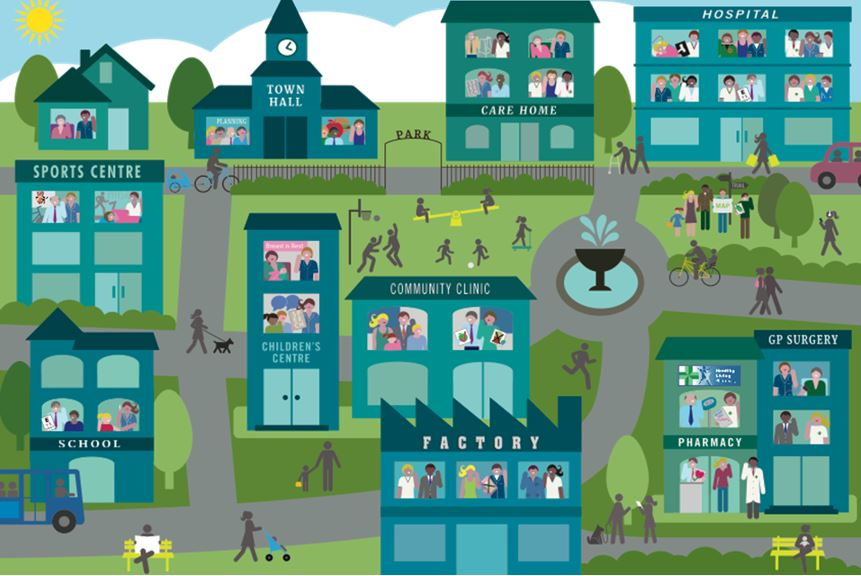 HOSPITAL
TOWN
HALL
CARE HOME
PLANNING
PARK
SPORTS CENTRE
MAP
Breast is Best
COMMUNITY CLINIC
CHILDREN'S
CENTRE
GP SURGERY
Healthy
Living
PHARMACY
SCHOOL
FACTORY